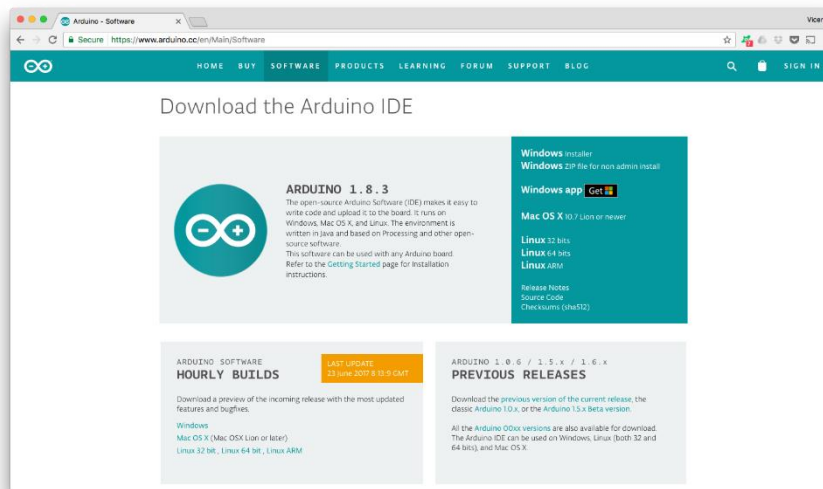 Arduino - Software
Vicen
Secure https://www.arduino.cc/en/Main/Software
HOME BUY SOFTWARE PRODUCTS LEARNING FORUM SUPPORT BLOG
SIGN IN
Download the Arduino IDE
ARDUINO 1.8.3
The open-source Arduino Software (IDE) makes it easy to
write code and upload it to the board. It runs on
Windows, Mac OS X, and Linux. The environment is
written in Java and based on Processing and other open-
source software.
This software can be used with any Arduino board.
Refer to the Getting Started page for Installation
instructions.
Windows Installer
Windows ZIP file for non admin install
Windows app Get
Mac OS X 10.7 Lion or newer
Linux 32 bits
Linux 64 bits
Linux ARM
Release Notes
Source Code
Checksums (sha512)
ARDUINO SOFTWARE
HOURLY BUILDS
LAST UPDATE
23 June 2017 8:13:9 GMT
Download a preview of the incoming release with the most updated
features and bugfixes.
Windows
Mac OS X (Mac OSX Lion or later)
Linux 32 bit , Linux 64 bit , Linux ARM
ARDUINO 1.0.6 / 1.5.x / 1.6.x
PREVIOUS RELEASES
Download the previous version of the current release, the
classic Arduino 1.0.x, or the Arduino 1.5.x Beta version.
All the Arduino 00xx versions are also available for download.
The Arduino IDE can be used on Windows, Linux (both 32 and
64 bits), and Mac OS X.